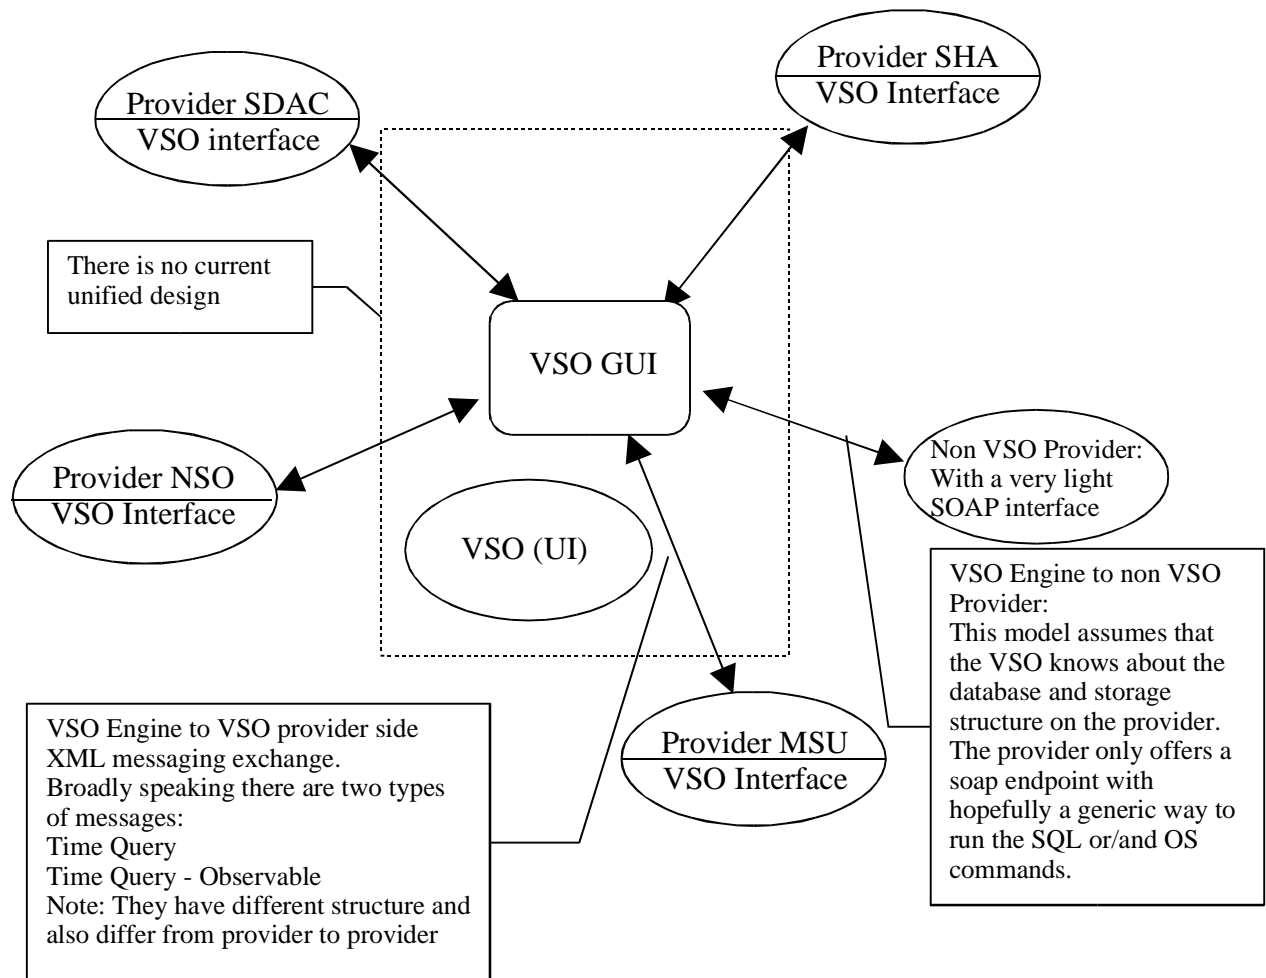 Provider SHA
VSO Interface
Provider SDAC
VSO interface
There is no current
unified design
VSO GUI
Non VSO Provider:
With a very light
SOAP interface
Provider NSO
VSO Interface
VSO (UI)
VSO Engine to non VSO
Provider:
This model assumes that
the VSO knows about the
database and storage
structure on the provider.
The provider only offers a
soap endpoint with
hopefully a generic way to
run the SQL or/and OS
commands.
Provider MSU
VSO Interface
VSO Engine to VSO provider side
XML messaging exchange.
Broadly speaking there are two types
of messages:
Time Query
Time Query - Observable
Note: They have different structure and
also differ from provider to provider